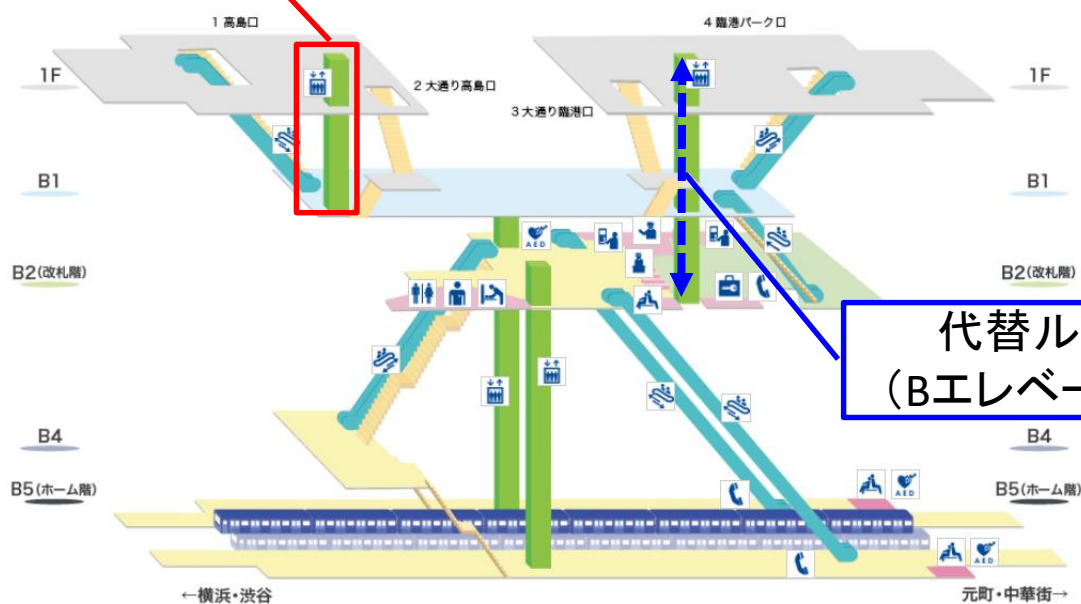 1 高島口
4 臨港パーク口
1F
1F
2 大通り高島口
3 大通り臨港口
B1
B1
AED
B2(改札階)
B2(改札階)
代替ル
(Bエレベー
B4
B4
B5(ホーム階)
B5(ホーム階)
AED
AED
←横浜・渋谷
元町・中華街→